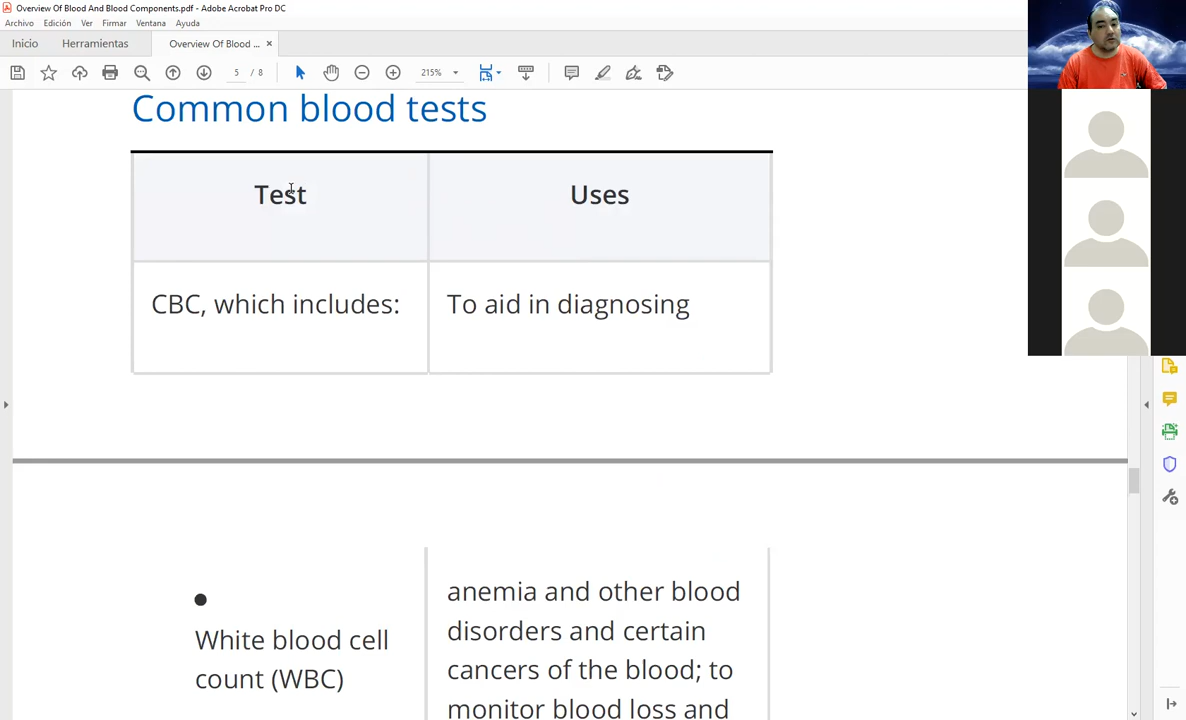 Overview Of Blood And Blood Components.pdf - Adobe Acrobat Pro DC
Archivo Edición Ver Firmar Ventana Ayuda
Inicio Herramientas Overview Of Blood ... ×
5 / 8 215%
Common blood tests
Test Uses
CBC, which includes: To aid in diagnosing
anemia and other blood
disorders and certain
cancers of the blood; to
monitor blood loss and
White blood cell
count (WBC)